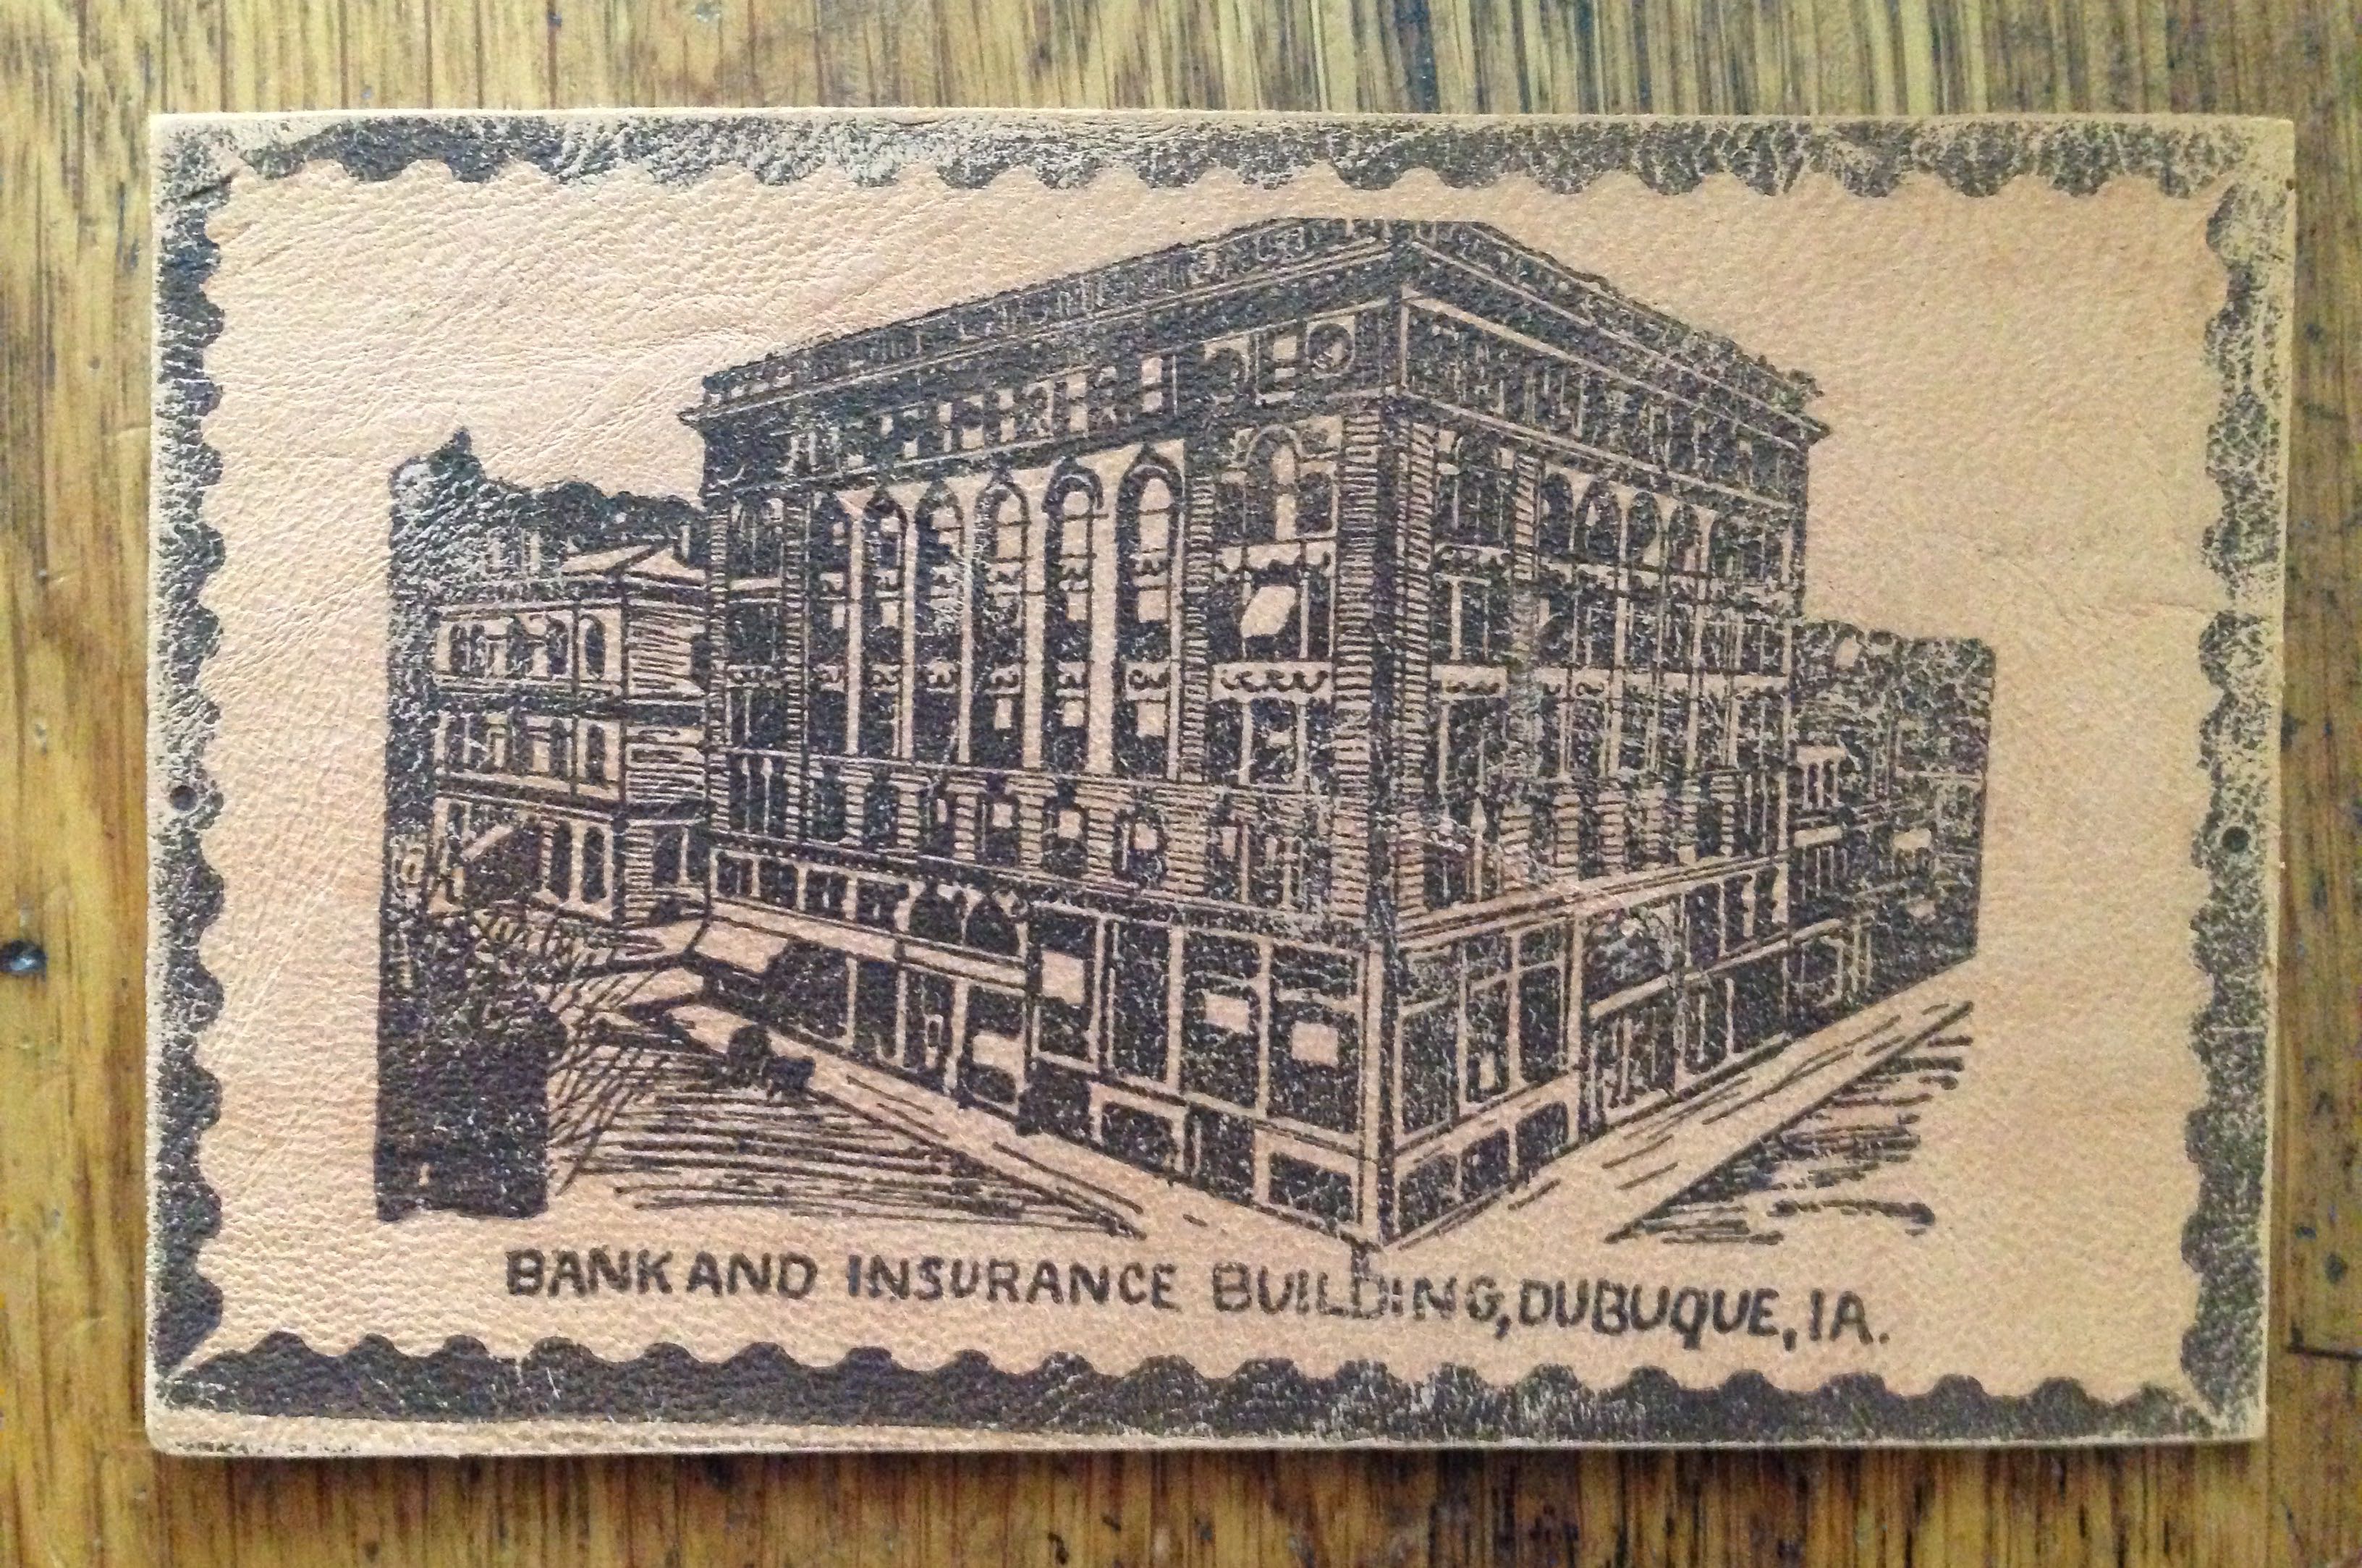 BANK AND INSURANCE BUILDING, DUBUQUE, IA.